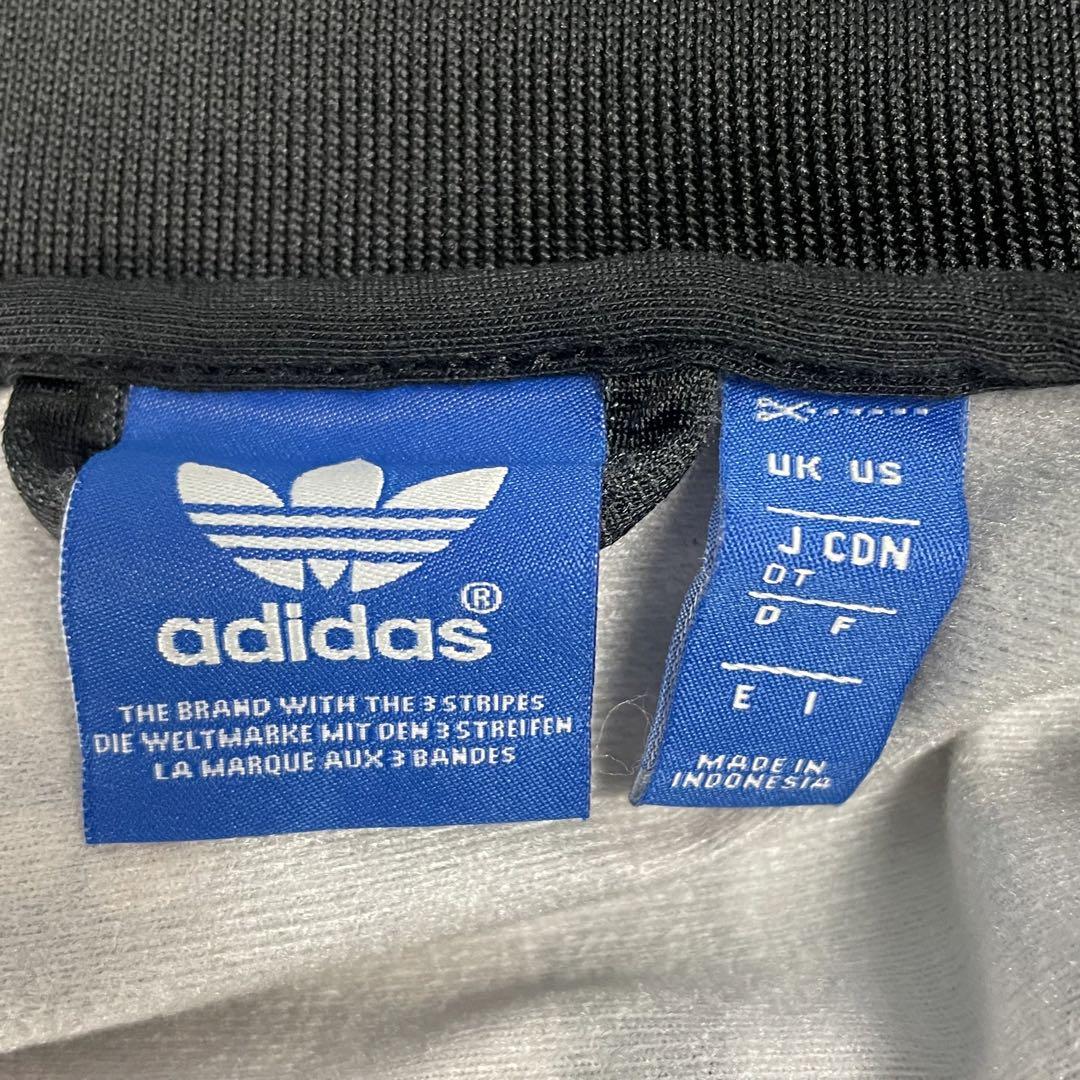 adidas®
THE BRAND WITH THE 3 STRIPES
DIE WELTMARKE MIT DEN 3 STREIFEN
LA MARQUE AUX 3 BANDES
UK US
J CDN
OT
D F
E I
MADE IN
INDONESIA